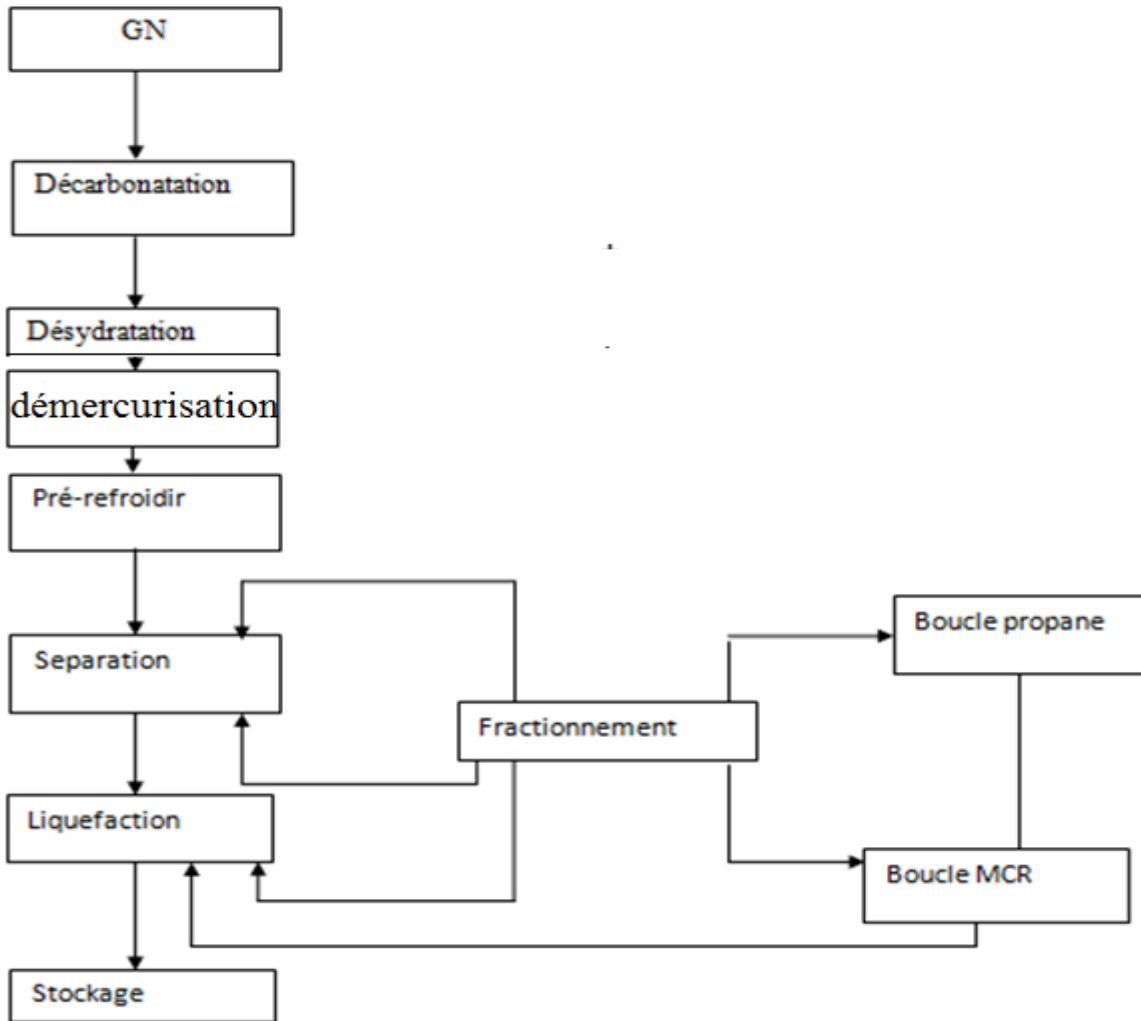 GN
Décarbonatation
Désydratation
démercurisation
Pré-refroidir
Separation
Boucle propane
Fractionnement
Liquefaction
Boucle MCR
Stockage